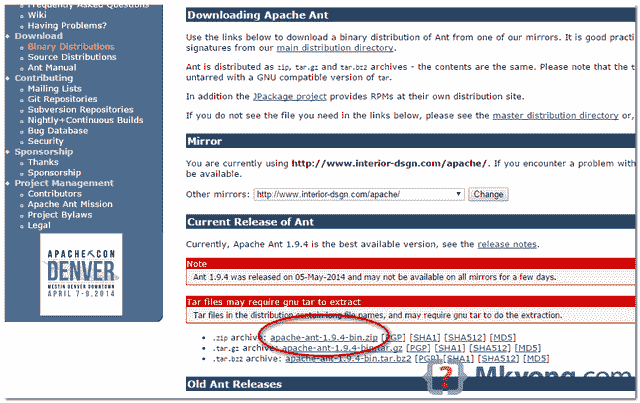 Frequently Asked Questions
Wiki
Having Problems?
Download
Binary Distributions
Source Distributions
Ant Manual
Contributing
Mailing Lists
Git Repositories
Subversion Repositories
Nightly+Continuous Builds
Bug Database
Security
Sponsorship
Thanks
Sponsorship
Project Management
Contributors
Apache Ant Mission
Project Bylaws
Legal
APACHECON
DENVER
WESTIN DENVER DOWNTOWN
APRIL 7-9, 2014
Downloading Apache Ant
Use the links below to download a binary distribution of Ant from one of our mirrors. It is good practi
signatures from our main distribution directory.
Ant is distributed as zip, tar.gz and tar.bz2 archives - the contents are the same. Please note that the t
untarred with a GNU compatible version of tar.
In addition the JPackage project provides RPMs at their own distribution site.
If you do not see the file you need in the links below, please see the master distribution directory or,
Mirror
You are currently using http://www.interior-dsgn.com/apache/. If you encounter a problem with
be available.
Other mirrors: http://www.interior-dsgn.com/apache/ Change
Current Release of Ant
Currently, Apache Ant 1.9.4 is the best available version, see the release notes.
Note
Ant 1.9.4 was released on 05-May-2014 and may not be available on all mirrors for a few days.
Tar files may require gnu tar to extract
Tar files in the distribution contain long file names, and may require gnu tar to do the extraction.
.zip archive: apache-ant-1.9.4-bin.zip [PGP] [SHA1] [SHA512] [MD5]
.tar.gz archive: apache-ant-1.9.4-bin.tar.gz [PGP] [SHA1] [SHA512] [MD5]
.tar.bz2 archive: apache-ant-1.9.4-bin.tar.bz2 [PGP] [SHA1] [SHA512] [MD5]
Old Ant Releases
{?} Mkyong.com